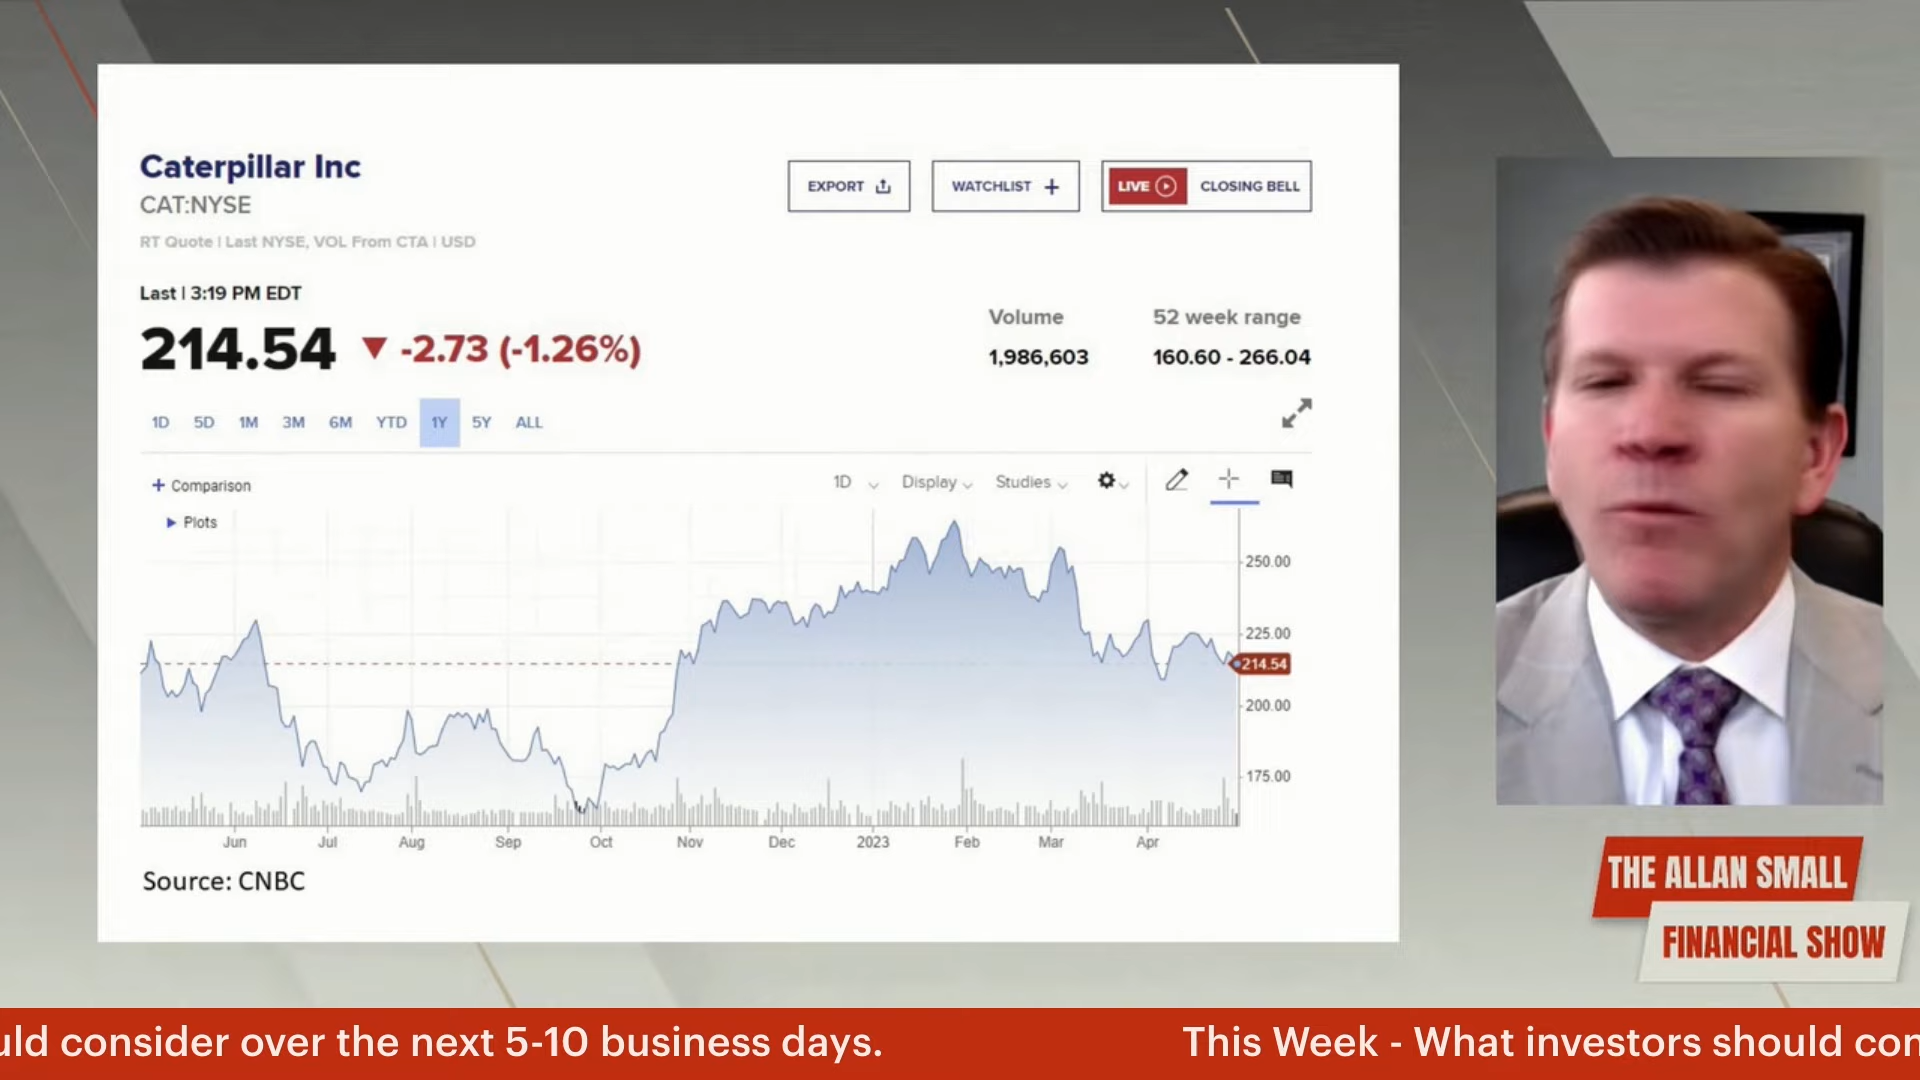 Caterpillar Inc
CAT:NYSE
RT Quote | Last NYSE, VOL From CTA | USD
EXPORT
WATCHLIST +
LIVE CLOSING BELL
Last | 3:19 PM EDT
214.54 ▼ -2.73 (-1.26%)
Volume
1,986,603
52 week range
160.60 - 266.04
1D 5D 1M 3M 6M YTD 1Y 5Y ALL
+ Comparison
1D Display Studies
Plots
250.00
225.00
214.54
200.00
175.00
Jun Jul Aug Sep Oct Nov Dec 2023 Feb Mar Apr
Source: CNBC
THE ALLAN SMALL
FINANCIAL SHOW
uld consider over the next 5-10 business days. This Week - What investors should con